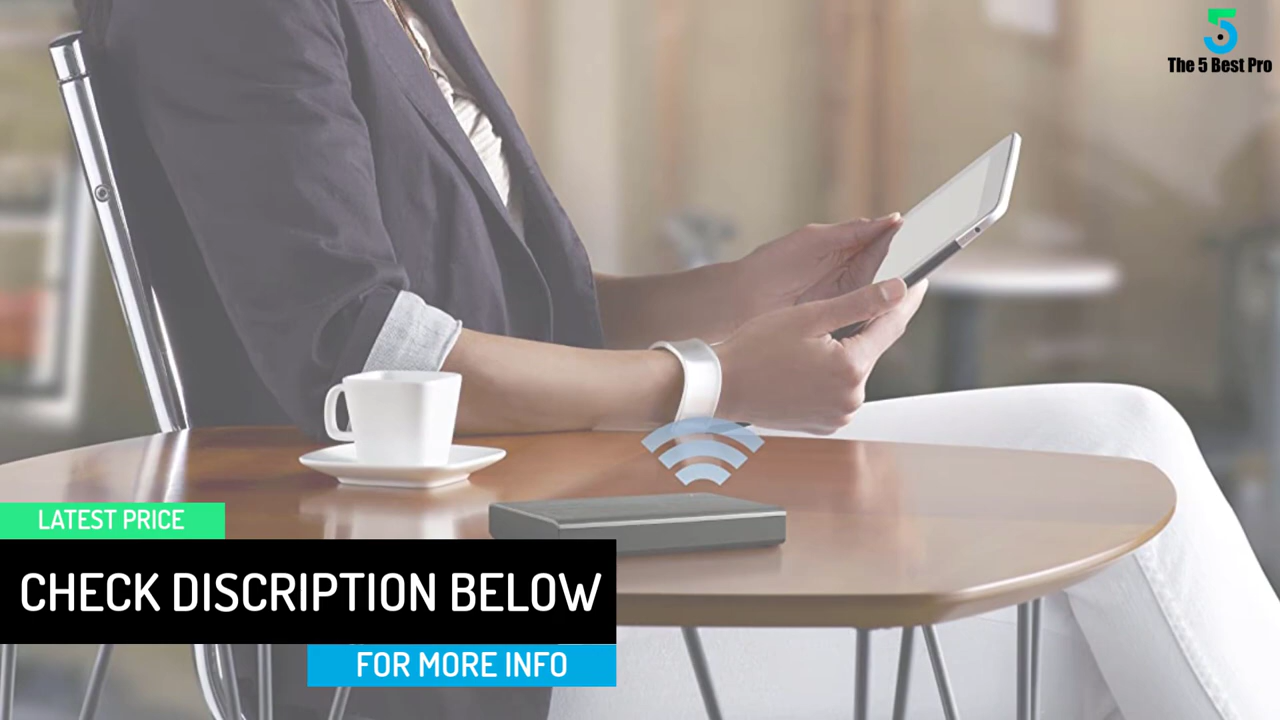 5
The 5 Best Pro
LATEST PRICE
CHECK DISCRIPTION BELOW
FOR MORE INFO